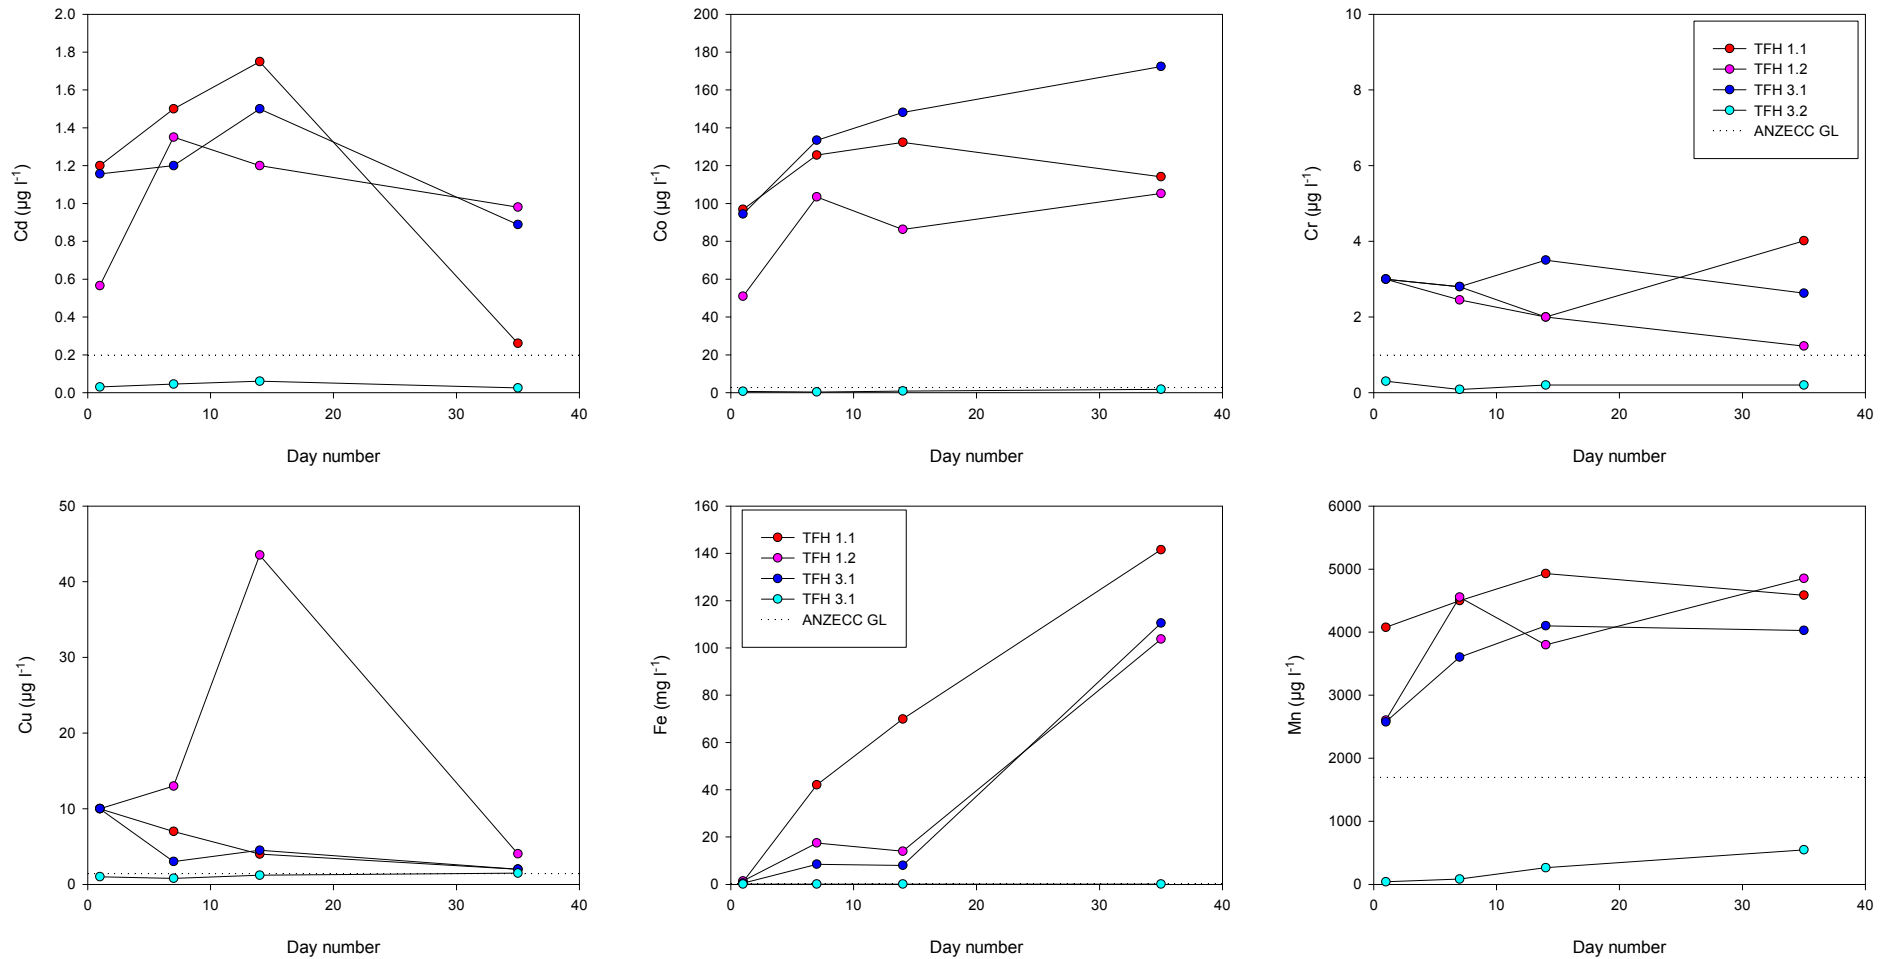 2.0
1.8
1.6
1.4
1.2
1.0
0.8
0.6
0.4
0.2
0.0
Cd (µg l-1)
0 10 20 30 40
Day number
200
180
160
140
120
100
80
60
40
20
0
Co (µg l-1)
0 10 20 30 40
Day number
10
8
6
4
2
0
Cr (µg l-1)
TFH 1.1
TFH 1.2
TFH 3.1
TFH 3.2
ANZECC GL
0 10 20 30 40
Day number
50
40
30
20
10
0
Cu (µg l-1)
0 10 20 30 40
Day number
160
140
120
100
80
60
40
20
0
Fe (mg l-1)
TFH 1.1
TFH 1.2
TFH 3.1
TFH 3.1
ANZECC GL
0 10 20 30 40
Day number
6000
5000
4000
3000
2000
1000
0
Mn (µg l-1)
0 10 20 30 40
Day number